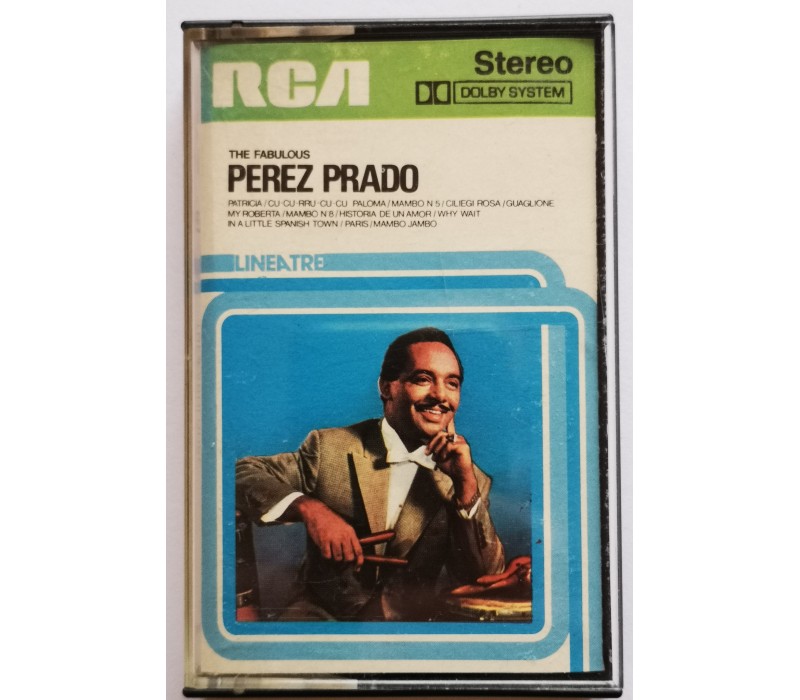 RCA
Stereo
DOLBY SYSTEM
THE FABULOUS
PEREZ PRADO
PATRICIA / CU-CU-RRU-CU-CU PALOMA / MAMBO N 5 / CILIEGI ROSA / GUAGLIONE
MY ROBERTA / MAMBO N 8 / HISTORIA DE UN AMOR / WHY WAIT
IN A LITTLE SPANISH TOWN / PARIS / MAMBO JAMBO
LINEATRE